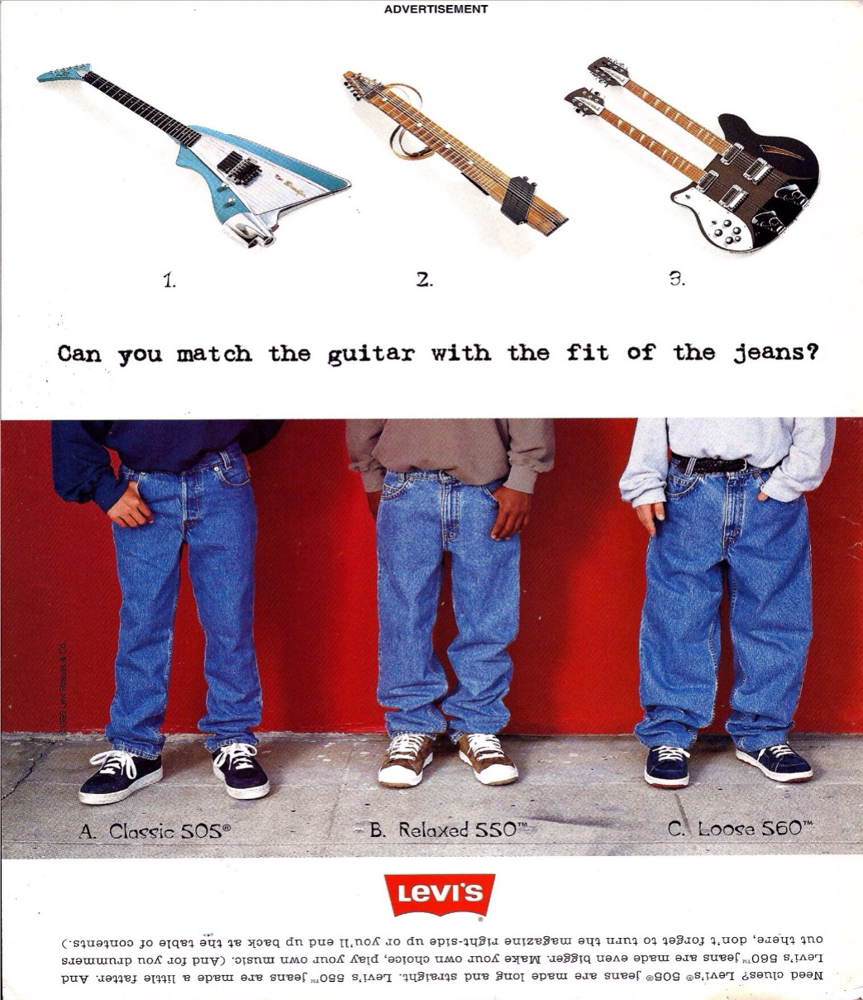 ADVERTISEMENT
1.
2.
3.
Can you match the guitar with the fit of the jeans?
©1995 Levi Strauss & Co.
A. Classic 505®
B. Relaxed 550™
C. Loose 560™
LEVI'S
®
Need clues? Levi's® 505® jeans are made long and straight. Levi's 550™ jeans are made a little fatter. And
Levi's 560™ jeans are made even bigger. Make your own choice, play your own music. (And for you drummers
out there, don't forget to turn the magazine right-side up or you'll end up back at the table of contents.)